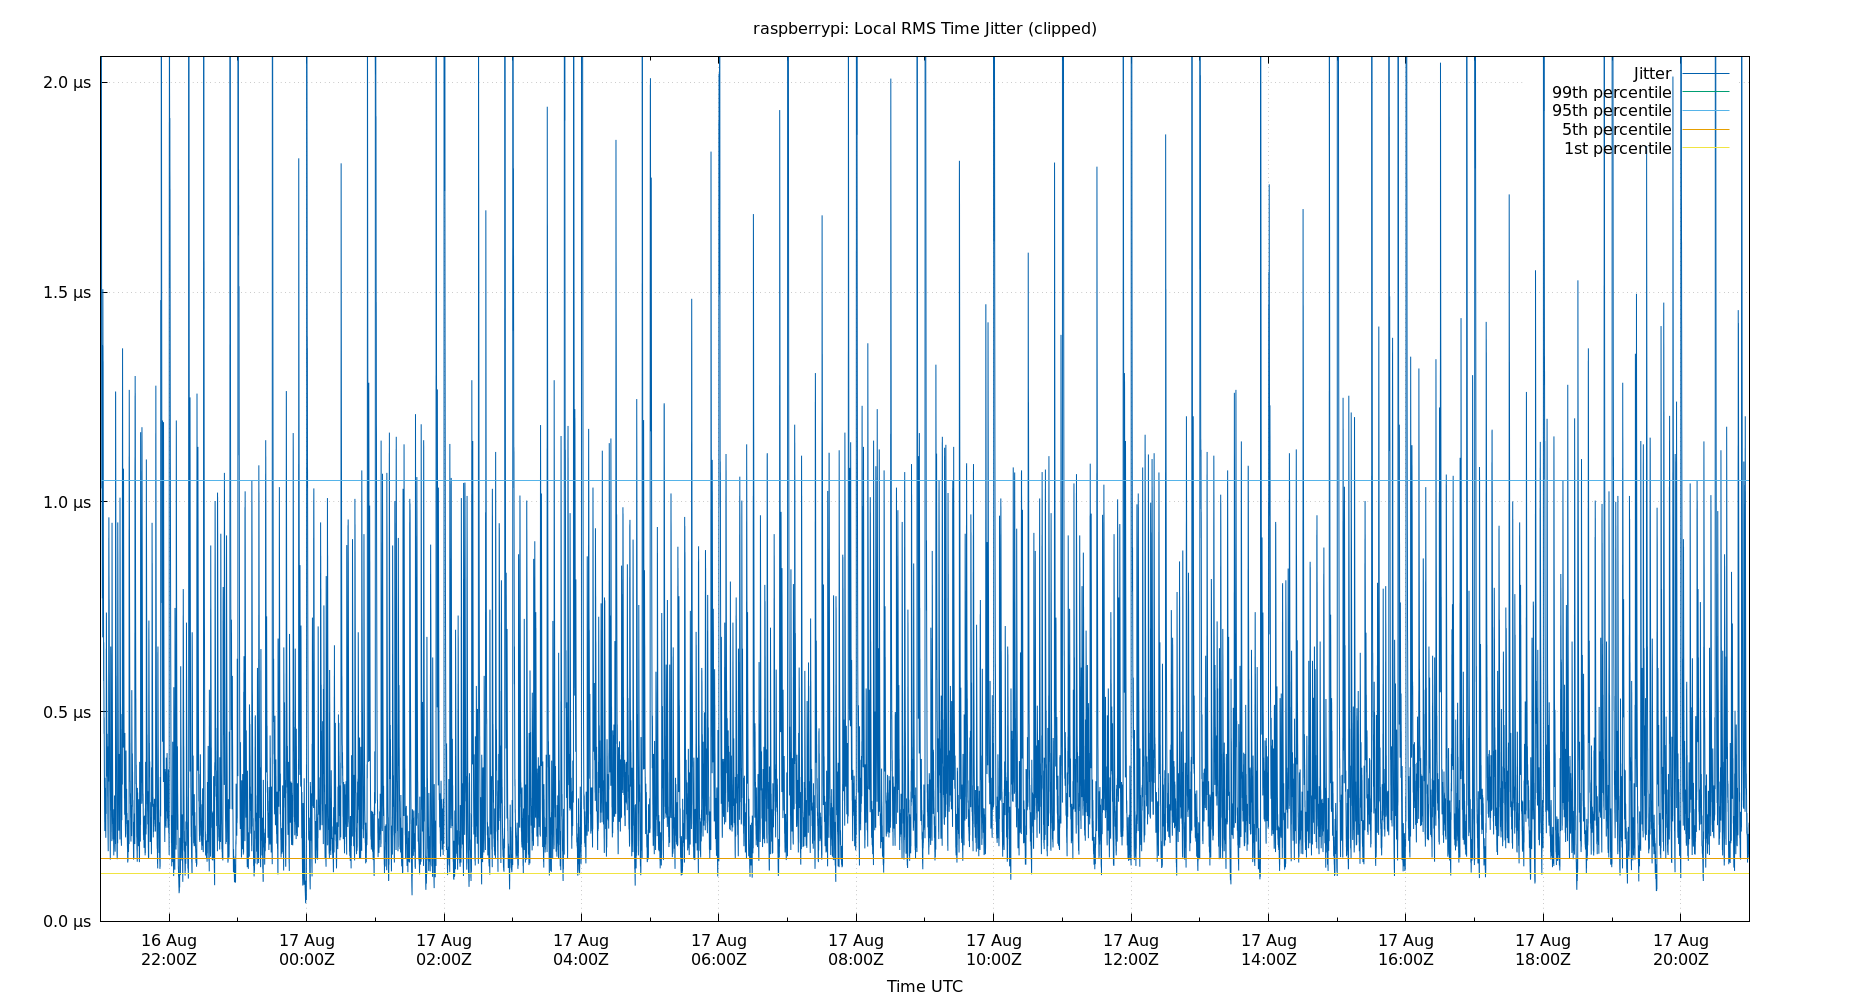 raspberrypi: Local RMS Time Jitter (clipped)
2.0 µs
1.5 µs
1.0 µs
0.5 µs
0.0 µs
Jitter
99th percentile
95th percentile
5th percentile
1st percentile
16 Aug
22:00Z
17 Aug
00:00Z
17 Aug
02:00Z
17 Aug
04:00Z
17 Aug
06:00Z
17 Aug
08:00Z
17 Aug
10:00Z
17 Aug
12:00Z
17 Aug
14:00Z
17 Aug
16:00Z
17 Aug
18:00Z
17 Aug
20:00Z
Time UTC